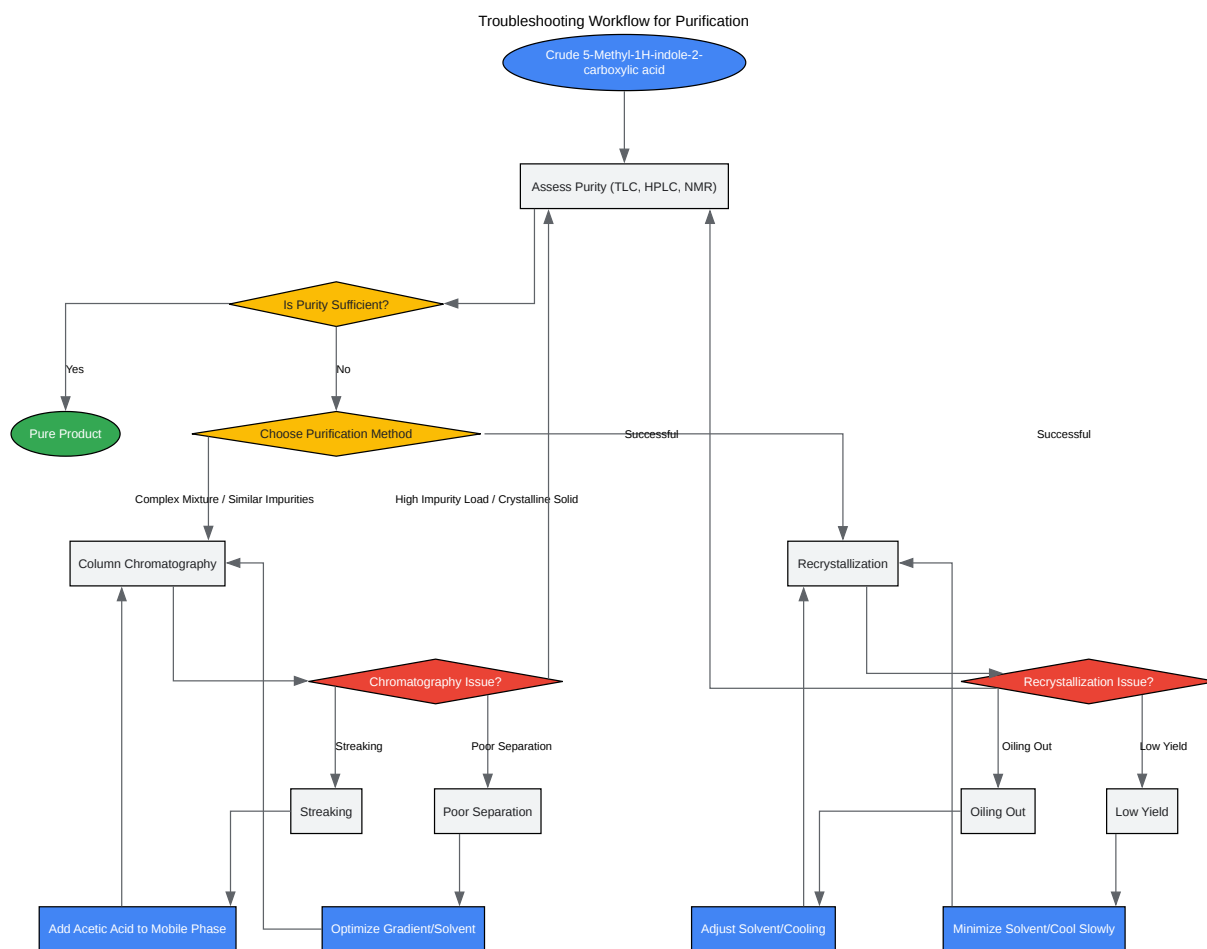 Troubleshooting Workflow for Purification
Crude 5-Methyl-1H-indole-2-
carboxylic acid
Assess Purity (TLC, HPLC, NMR)
Is Purity Sufficient?
Yes
No
Pure Product
Choose Purification Method
Successful
Successful
Complex Mixture / Similar Impurities
High Impurity Load / Crystalline Solid
Column Chromatography
Recrystallization
Chromatography Issue?
Recrystallization Issue?
Streaking
Poor Separation
Oiling Out
Low Yield
Streaking
Poor Separation
Oiling Out
Low Yield
Add Acetic Acid to Mobile Phase
Optimize Gradient/Solvent
Adjust Solvent/Cooling
Minimize Solvent/Cool Slowly